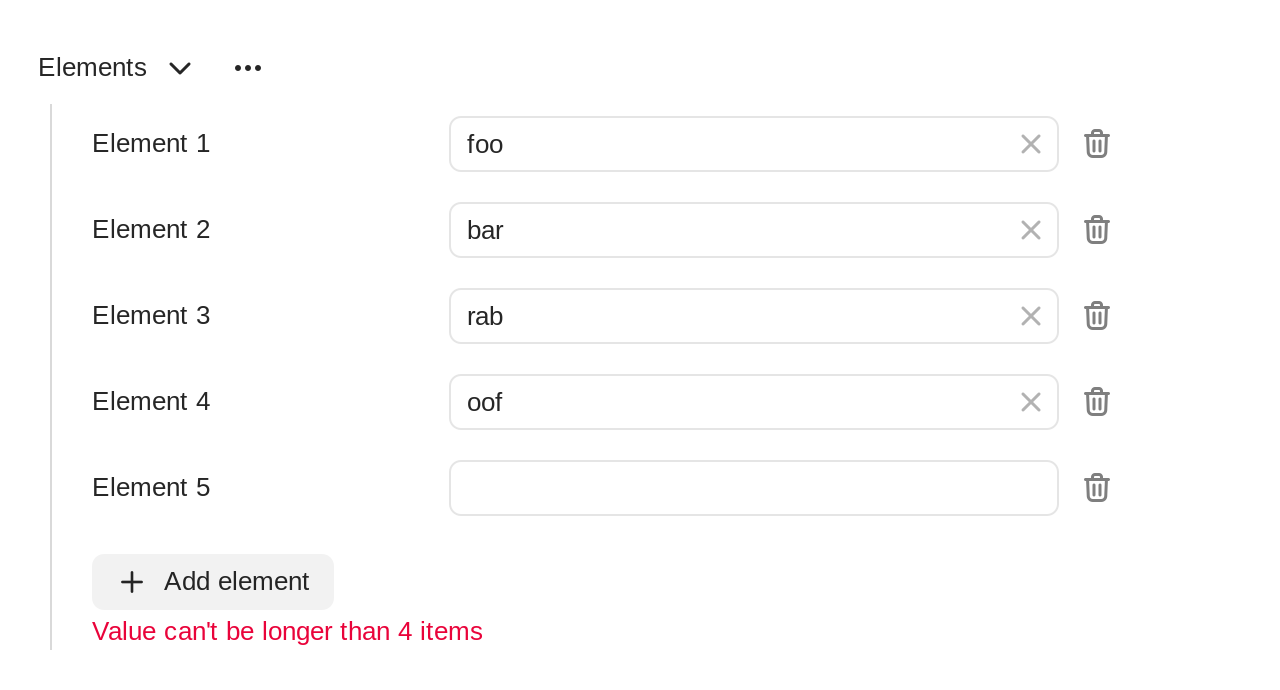 Elements
Element 1
foo
Element 2
bar
Element 3
rab
Element 4
oof
Element 5
Add element
Value can't be longer than 4 items